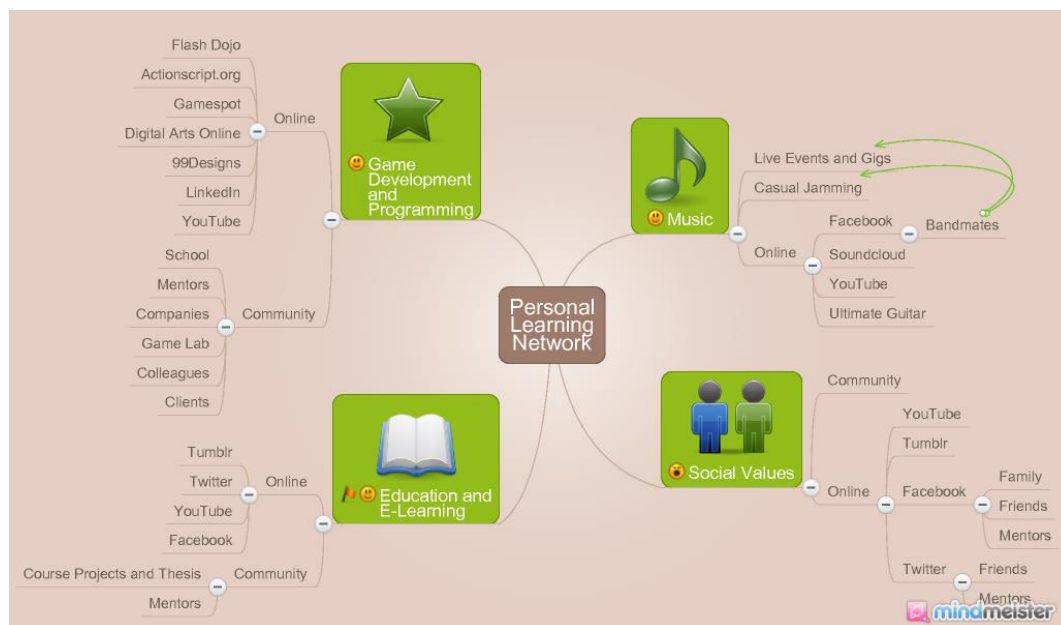 Flash Dojo
Actionscript.org
Gamespot
Digital Arts Online
99Designs
LinkedIn
YouTube
Online
School
Mentors
Companies
Game Lab
Colleagues
Clients
Community
Game
Development
and
Programming
Music
Live Events and Gigs
Casual Jamming
Online
Facebook
Bandmates
Soundcloud
YouTube
Ultimate Guitar
Personal
Learning
Network
Tumblr
Twitter
YouTube
Facebook
Online
Course Projects and Thesis
Mentors
Community
Education and
E-Learning
Social Values
Community
Online
YouTube
Tumblr
Facebook
Family
Friends
Mentors
Twitter
Friends
Mentors
mindmeister